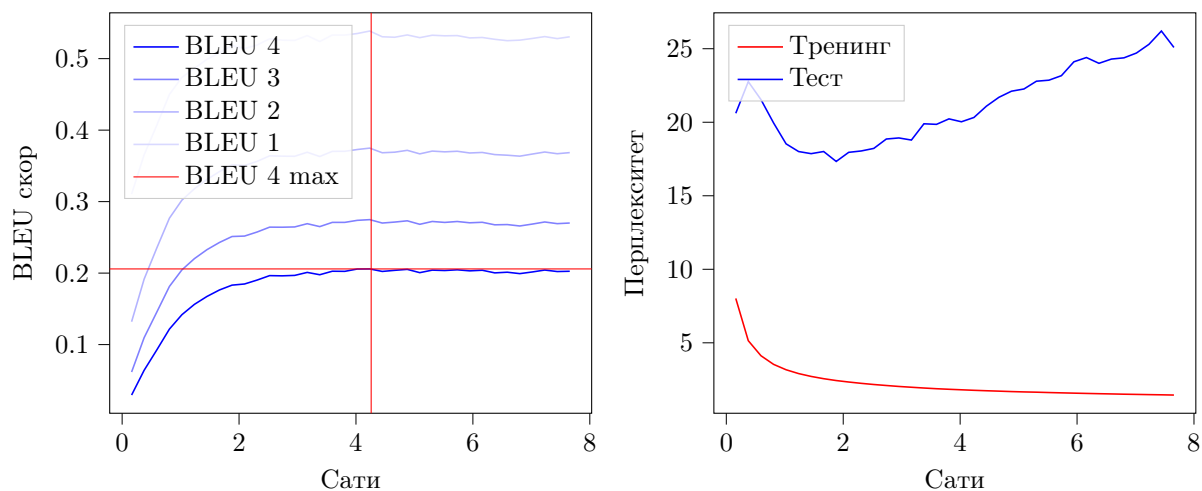 BLEU 4
BLEU 3
BLEU 2
BLEU 1
BLEU 4 max
0.5
0.4
0.3
0.2
0.1
BLEU скор
0 2 4 6 8
Сати
Тренинг
Тест
25
20
15
10
5
Перплекситет
0 2 4 6 8
Сати